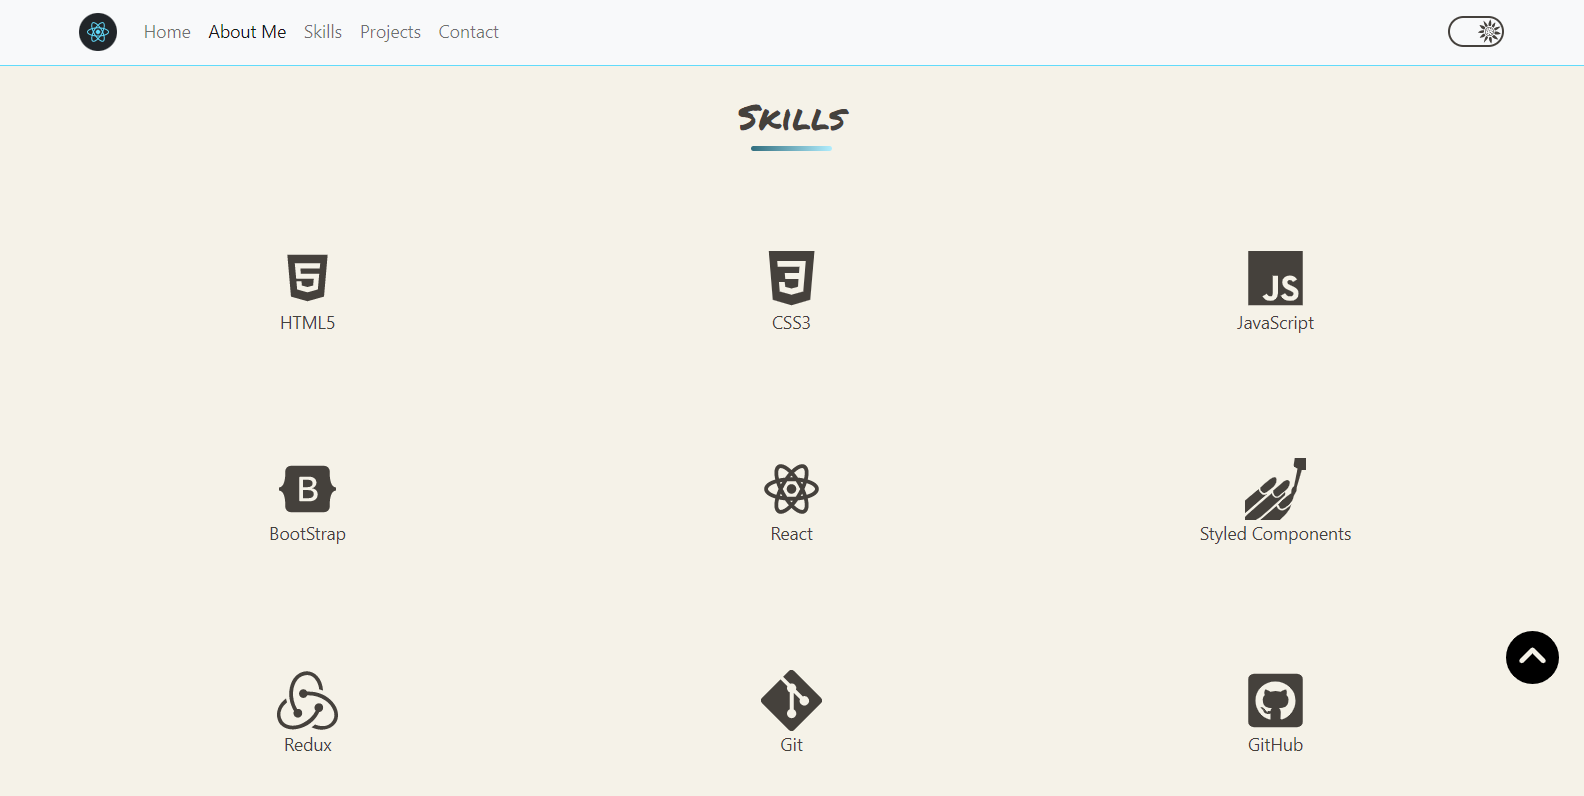 Home About Me Skills Projects Contact
Skills
5 3 JS
HTML5 CSS3 JavaScript
B
BootStrap React Styled Components
Redux Git GitHub